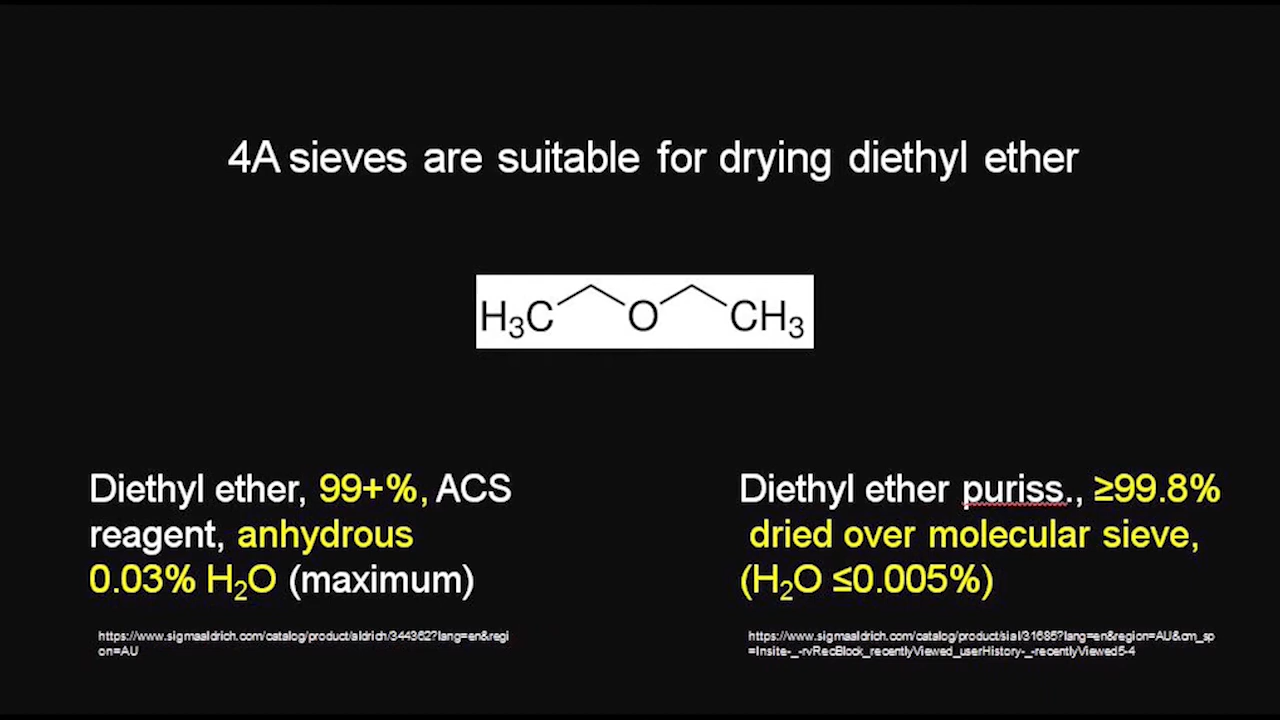 4A sieves are suitable for drying diethyl ether
H₃C O CH₃
Diethyl ether, 99+%, ACS
reagent, anhydrous
0.03% H₂O (maximum)
https://www.sigmaaldrich.com/catalog/product/aldrich/344362?lang=en&regi
on=AU
Diethyl ether puriss., ≥99.8%
dried over molecular sieve,
(H₂O ≤0.005%)
https://www.sigmaaldrich.com/catalog/product/sial/31685?lang=en&region=AU&cm_sp
=Insite-_-rvRecBlock_recentlyViewed_userHistory-_-recentlyViewed5-4